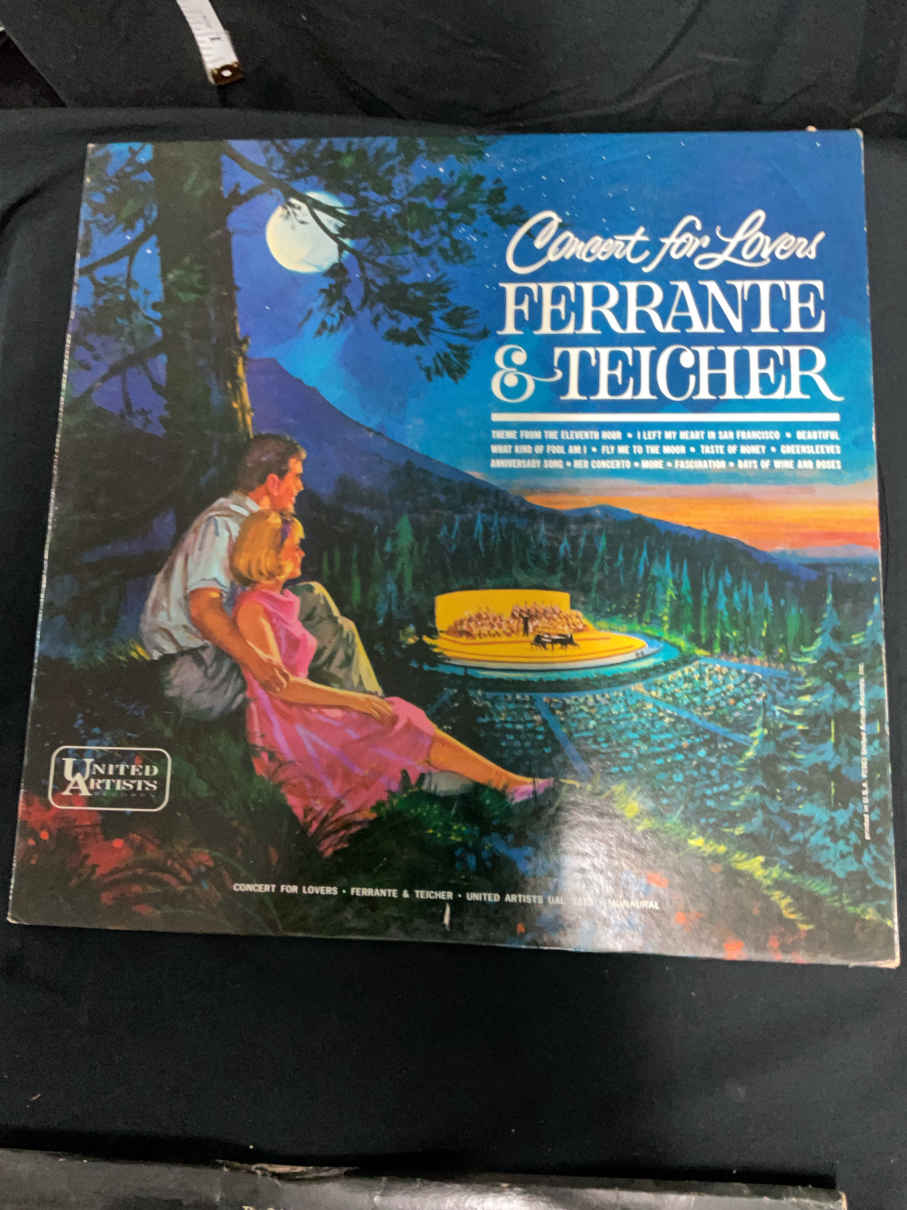 Concert for Lovers
FERRANTE
& TEICHER
THEME FROM THE ELEVENTH HOUR • I LEFT MY HEART IN SAN FRANCISCO • BEAUTIFUL
WHAT KIND OF FOOL AM I • FLY ME TO THE MOON • TASTE OF HONEY • GREENSLEEVES
ANNIVERSARY SONG • HER CONCERTO • MORE • FASCINATION • DAYS OF WINE AND ROSES
UNITED
ARTISTS
CONCERT FOR LOVERS • FERRANTE & TEICHER • UNITED ARTISTS UAL MONAURAL